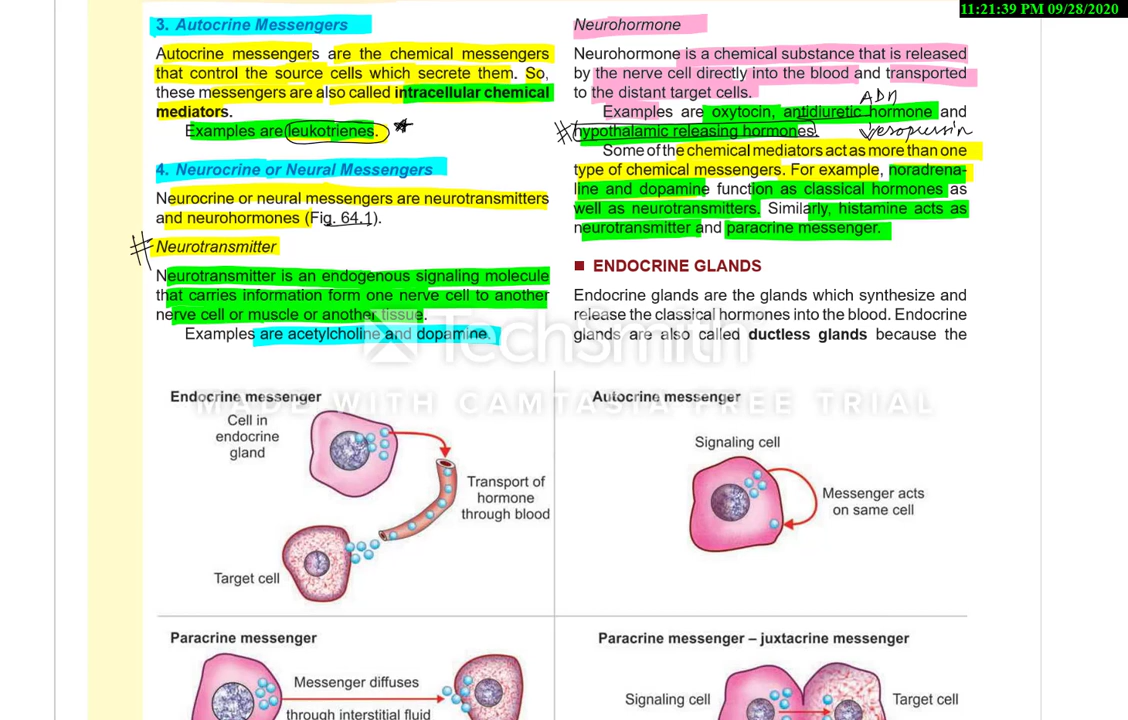 11:21:39 PM 09/28/2020
3. Autocrine Messengers
Autocrine messengers are the chemical messengers
that control the source cells which secrete them. So,
these messengers are also called intracellular chemical
mediators.
Examples are leukotrienes.
4. Neurocrine or Neural Messengers
Neurocrine or neural messengers are neurotransmitters
and neurohormones (Fig. 64.1).
Neurotransmitter
Neurotransmitter is an endogenous signaling molecule
that carries information form one nerve cell to another
nerve cell or muscle or another tissue.
Examples are acetylcholine and dopamine.
Neurohormone
Neurohormone is a chemical substance that is released
by the nerve cell directly into the blood and transported
to the distant target cells.
ADH
Examples are oxytocin, antidiuretic hormone and
hypothalamic releasing hormones. Vesopressin
Some of the chemical mediators act as more than one
type of chemical messengers. For example, noradrena-
line and dopamine function as classical hormones as
well as neurotransmitters. Similarly, histamine acts as
neurotransmitter and paracrine messenger.
ENDOCRINE GLANDS
Endocrine glands are the glands which synthesize and
release the classical hormones into the blood. Endocrine
glands are also called ductless glands because the
TechSmith
MADE WITH CAMTASIA FREE TRIAL
Endocrine messenger
Cell in
endocrine
gland
Transport of
hormone
through blood
Target cell
Autocrine messenger
Signaling cell
Messenger acts
on same cell
Paracrine messenger
Messenger diffuses
through interstitial fluid
Paracrine messenger – juxtacrine messenger
Signaling cell
Target cell